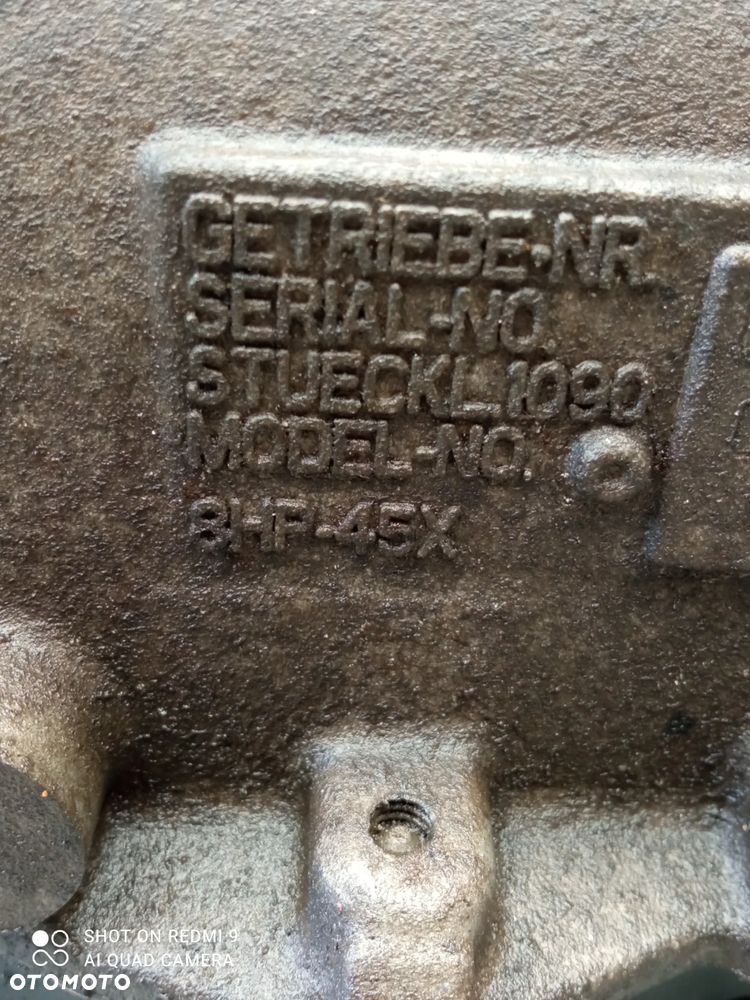 GETRIEBE-NR.
SERIAL-NO.
STUECKL.1090
MODEL-NO.
8HP-45X
SHOT ON REDMI 9
AI QUAD CAMERA
OTOMOTO